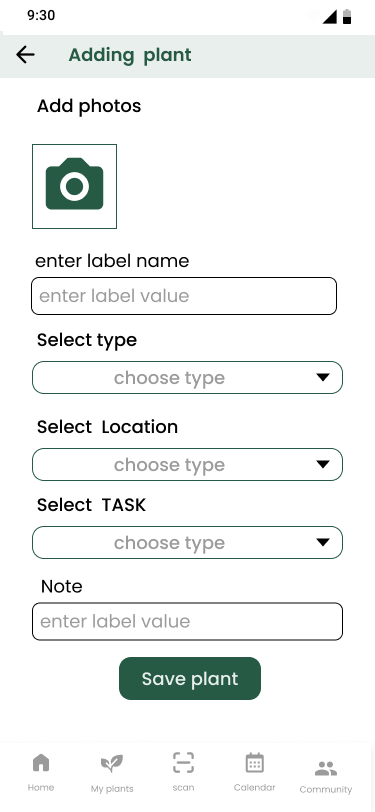 9:30
Adding plant
Add photos
enter label name
enter label value
Select type
choose type
Select Location
choose type
Select TASK
choose type
Note
enter label value
Save plant
Home My plants scan Calendar Community